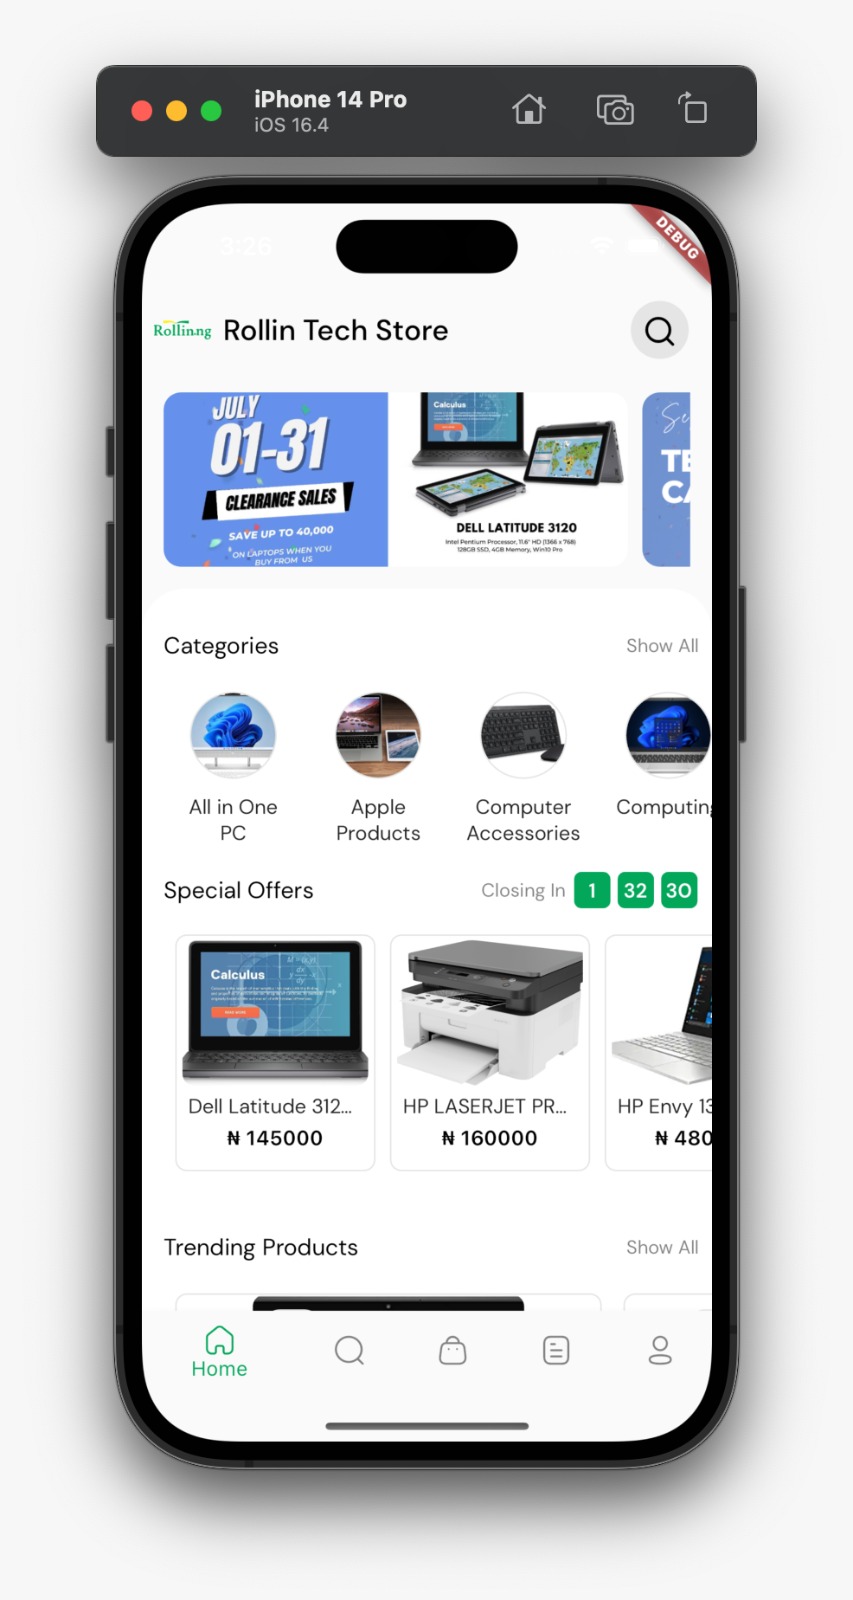 iPhone 14 Pro
iOS 16.4
3:26
DEBUG
Rollin.ng
Rollin Tech Store
JULY
01-31
CLEARANCE SALES
SAVE UP TO 40,000
ON LAPTOPS WHEN YOU
BUY FROM US
Calculus
DELL LATITUDE 3120
Intel Pentium Processor, 11.6" HD (1366 x 768)
128GB SSD, 4GB Memory, Win10 Pro
Se
TE
CA
Categories
Show All
All in One
PC
Apple
Products
Computer
Accessories
Computing
Special Offers
Closing In
1
32
30
Calculus
READ MORE
Dell Latitude 312...
₦ 145000
HP LASERJET PR...
₦ 160000
HP Envy 13
₦ 480
Trending Products
Show All
Home